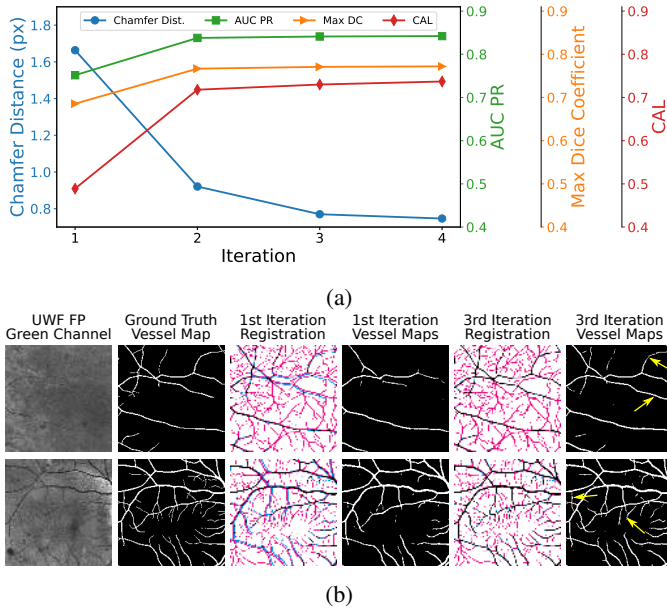 Chamfer Dist.
AUC PR
Max DC
CAL
Chamfer Distance (px)
1.8
1.6
1.4
1.2
1.0
0.8
1
2
3
4
Iteration
0.9
0.8
0.7
0.6
0.5
0.4
AUC PR
0.9
0.8
0.7
0.6
0.5
0.4
Max Dice Coefficient
0.9
0.8
0.7
0.6
0.5
0.4
CAL
(a)
UWF FP
Green Channel
Ground Truth
Vessel Map
1st Iteration
Registration
1st Iteration
Vessel Maps
3rd Iteration
Registration
3rd Iteration
Vessel Maps
(b)